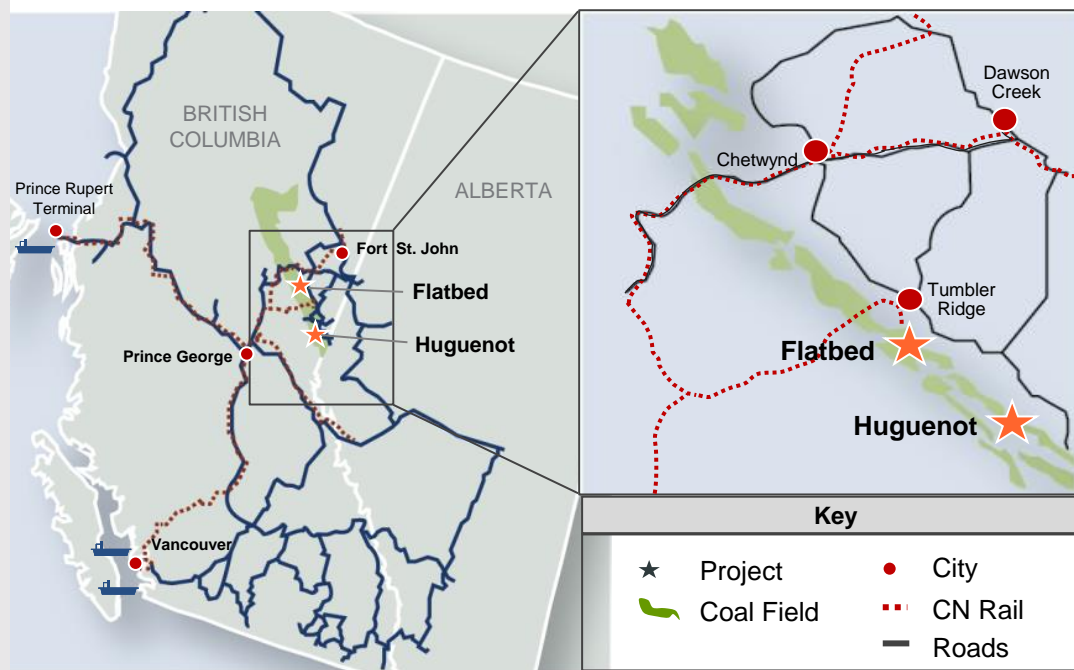 BRITISH
COLUMBIA
ALBERTA
Prince Rupert
Terminal
Fort St. John
Flatbed
Huguenot
Prince George
Vancouver
Dawson
Creek
Chetwynd
Tumbler
Ridge
Flatbed
Huguenot
Key
Project
City
Coal Field
CN Rail
Roads